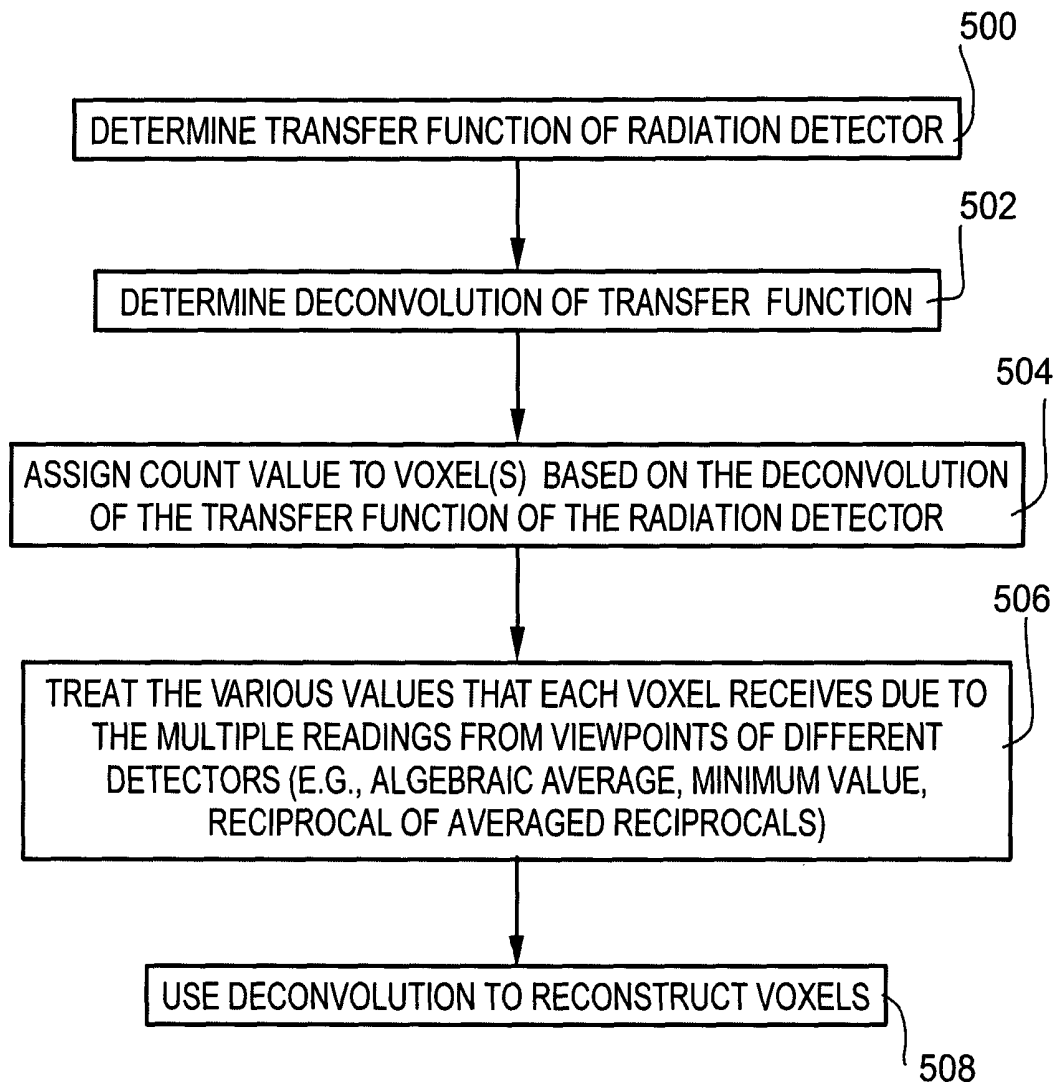 500
DETERMINE TRANSFER FUNCTION OF RADIATION DETECTOR
502
DETERMINE DECONVOLUTION OF TRANSFER FUNCTION
504
ASSIGN COUNT VALUE TO VOXEL(S) BASED ON THE DECONVOLUTION
OF THE TRANSFER FUNCTION OF THE RADIATION DETECTOR
506
TREAT THE VARIOUS VALUES THAT EACH VOXEL RECEIVES DUE TO
THE MULTIPLE READINGS FROM VIEWPOINTS OF DIFFERENT
DETECTORS (E.G., ALGEBRAIC AVERAGE, MINIMUM VALUE,
RECIPROCAL OF AVERAGED RECIPROCALS)
USE DECONVOLUTION TO RECONSTRUCT VOXELS
508